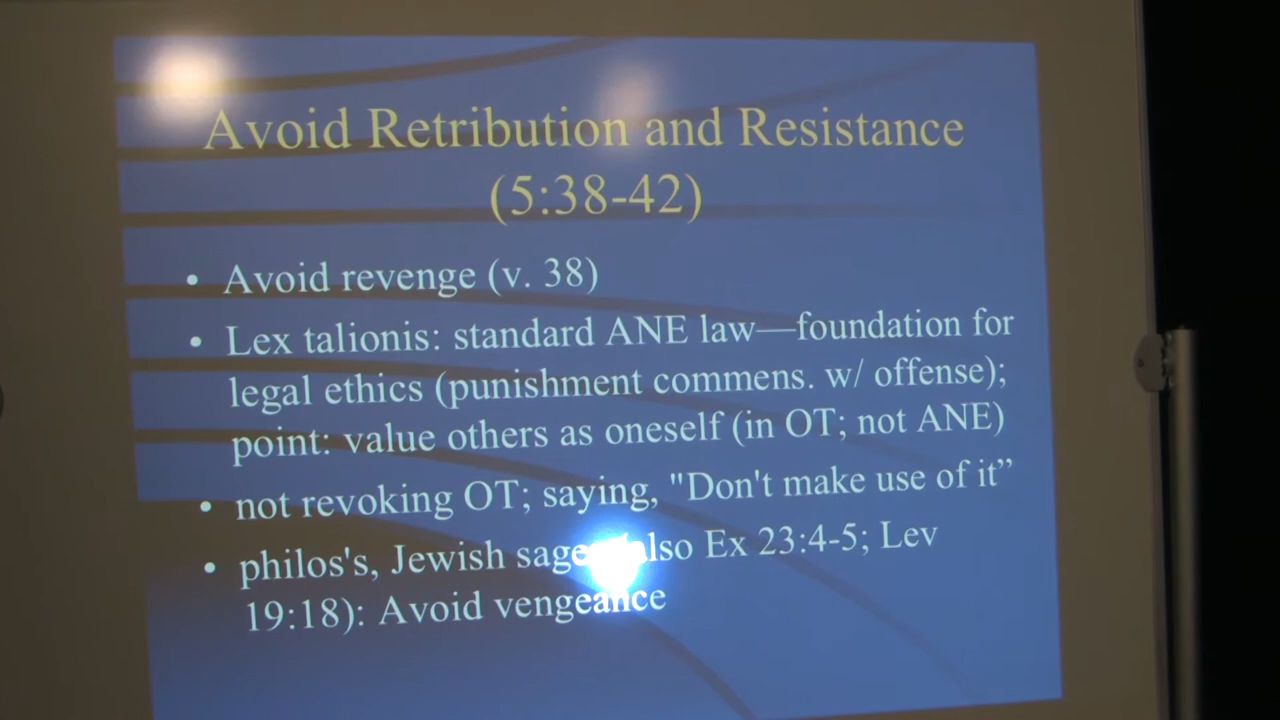 Avoid Retribution and Resistance
(5:38-42)
• Avoid revenge (v. 38)
• Lex talionis: standard ANE law—foundation for
legal ethics (punishment commens. w/ offense);
point: value others as oneself (in OT; not ANE)
• not revoking OT; saying, "Don't make use of it”
• philos's, Jewish also Ex 23:4-5; Lev
19:18): Avoid vengeance